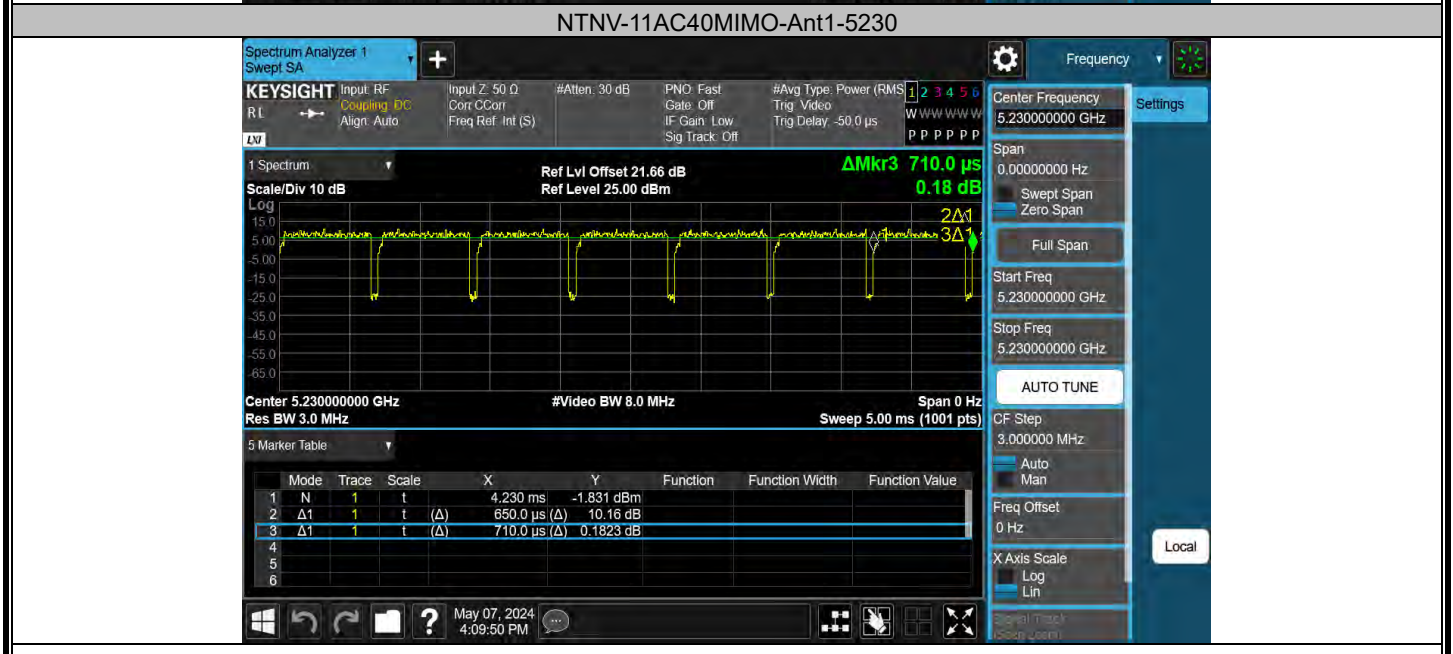 NTNV-11AC40MIMO-Ant1-5230
Spectrum Analyzer 1
Swept SA
+
Frequency
KEYSIGHT
RL
LXI
Input: RF
Coupling: DC
Align: Auto
Input Z: 50 Ω
Corr CCorr
Freq Ref: Int (S)
#Atten: 30 dB
PNO: Fast
Gate: Off
IF Gain: Low
Sig Track: Off
#Avg Type: Power (RMS
Trig: Video
Trig Delay: -50.0 µs
1 2 3 4 5 6
W W W W W W
P P P P P P
Center Frequency
5.230000000 GHz
Settings
Span
0.00000000 Hz
Swept Span
Zero Span
Full Span
Start Freq
5.230000000 GHz
Stop Freq
5.230000000 GHz
AUTO TUNE
CF Step
3.000000 MHz
Auto
Man
Freq Offset
0 Hz
X Axis Scale
Log
Lin
Signal Track
(Span Zoom)
Local
1 Spectrum
Scale/Div 10 dB
Log
Ref Lvl Offset 21.66 dB
Ref Level 25.00 dBm
ΔMkr3 710.0 µs
0.18 dB
15.0
5.00
-5.00
-15.0
-25.0
-35.0
-45.0
-55.0
-65.0
2Δ1
3Δ1
Center 5.230000000 GHz
Res BW 3.0 MHz
#Video BW 8.0 MHz
Span 0 Hz
Sweep 5.00 ms (1001 pts)
5 Marker Table
Mode Trace Scale X Y Function Function Width Function Value
1 N 1 t 4.230 ms -1.831 dBm
2 Δ1 1 t (Δ) 650.0 µs (Δ) 10.16 dB
3 Δ1 1 t (Δ) 710.0 µs (Δ) 0.1823 dB
4
5
6
?
May 07, 2024
4:09:50 PM